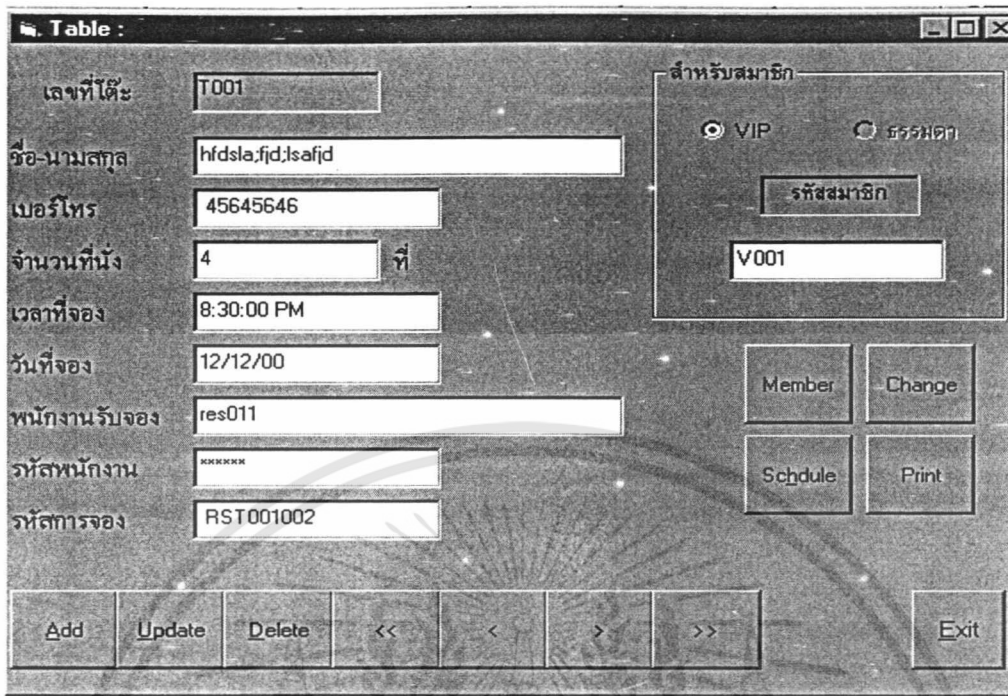 Table :
เลขที่โต๊ะ T001
ชื่อ-นามสกุล hfdsla;fjd;lsafjd
เบอร์โทร 45645646
จำนวนที่นั่ง 4 ที่
เวลาที่จอง 8:30:00 PM
วันที่จอง 12/12/00
พนักงานรับจอง res011
รหัสพนักงาน xxxxxx
รหัสการจอง RST001002
สำหรับสมาชิก
VIP ธรรมดา
รหัสสมาชิก
V001
Member Change
Schdule Print
Add Update Delete << < > >> Exit